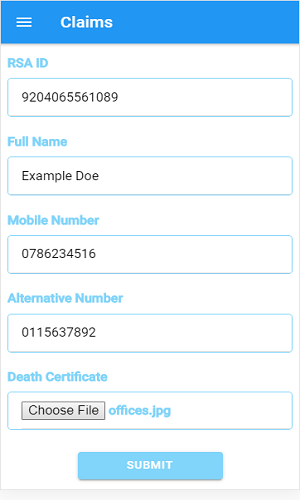 Claims
RSA ID
9204065561089
Full Name
Example Doe
Mobile Number
0786234516
Alternative Number
0115637892
Death Certificate
Choose File offices.jpg
SUBMIT